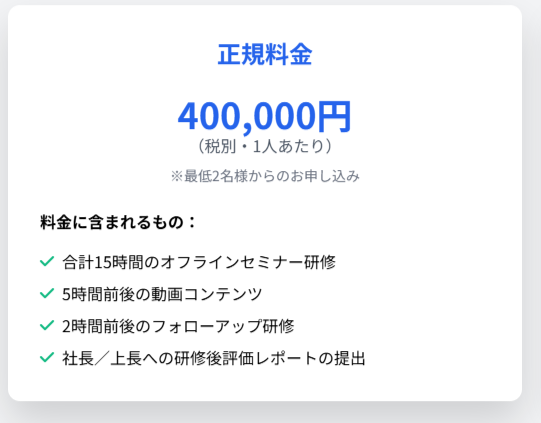 正規料金
400,000円
（税別・1人あたり）
※最低2名様からのお申し込み
料金に含まれるもの：
合計15時間のオフラインセミナー研修
5時間前後の動画コンテンツ
2時間前後のフォローアップ研修
社長／上長への研修後評価レポートの提出